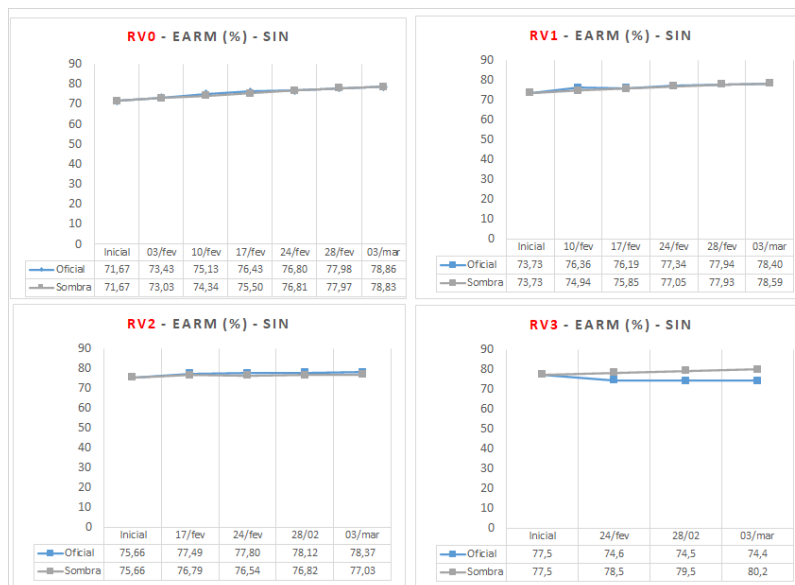 RV0 - EARM (%) - SIN
90
80
70
60
50
40
30
20
10
0
Inicial 03/fev 10/fev 17/fev 24/fev 28/fev 03/mar
Oficial 71,67 73,43 75,13 76,43 76,80 77,98 78,86
Sombra 71,67 73,03 74,34 75,50 76,81 77,97 78,83
RV1 - EARM (%) - SIN
90
80
70
60
50
40
30
20
10
0
Inicial 10/fev 17/fev 24/fev 28/fev 03/mar
Oficial 73,73 76,36 76,19 77,34 77,94 78,40
Sombra 73,73 74,94 75,85 77,05 77,93 78,59
RV2 - EARM (%) - SIN
90
80
70
60
50
40
30
20
10
0
Inicial 17/fev 24/fev 28/02 03/mar
Oficial 75,66 77,49 77,80 78,12 78,37
Sombra 75,66 76,79 76,54 76,82 77,03
RV3 - EARM (%) - SIN
90
80
70
60
50
40
30
20
10
0
Inicial 24/fev 28/02 03/mar
Oficial 77,5 74,6 74,5 74,4
Sombra 77,5 78,5 79,5 80,2